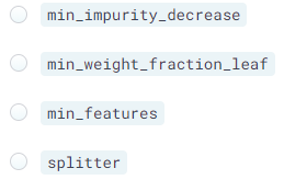 min_impurity_decrease
min_weight_fraction_leaf
min_features
splitter